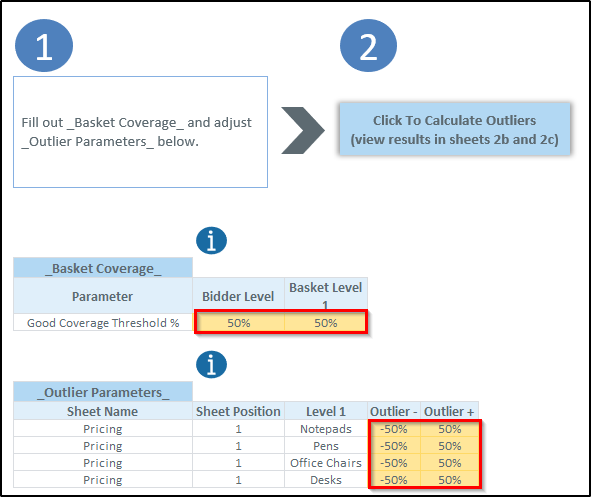 1
2
Fill out _Basket Coverage_ and adjust
_Outlier Parameters_ below.
Click To Calculate Outliers
(view results in sheets 2b and 2c)
i
_Basket Coverage_
Parameter Bidder Level Basket Level
1
Good Coverage Threshold % 50% 50%
i
_Outlier Parameters_
Sheet Name Sheet Position Level 1 Outlier - Outlier +
Pricing 1 Notepads -50% 50%
Pricing 1 Pens -50% 50%
Pricing 1 Office Chairs -50% 50%
Pricing 1 Desks -50% 50%